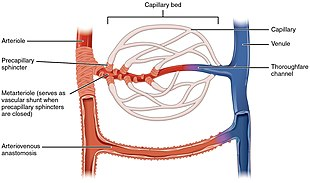 Capillary bed
Arteriole
Precapillary
sphincter
Metarteriole (serves as
vascular shunt when
precapillary sphincters
are closed)
Arteriovenous
anastomosis
Capillary
Venule
Thoroughfare
channel